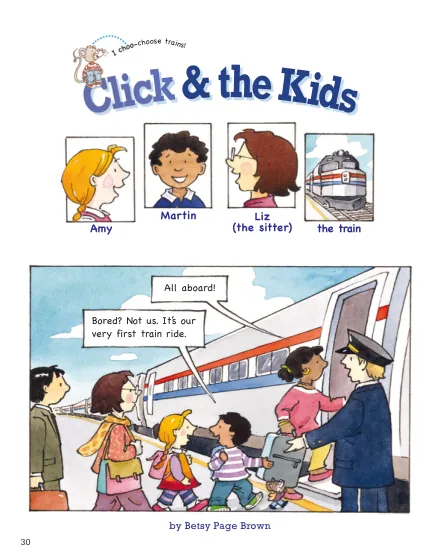 I choo-choose trains!
Click & the Kids
Amy
Martin
Liz
(the sitter)
the train
All aboard!
Bored? Not us. It's our
very first train ride.
by Betsy Page Brown
30